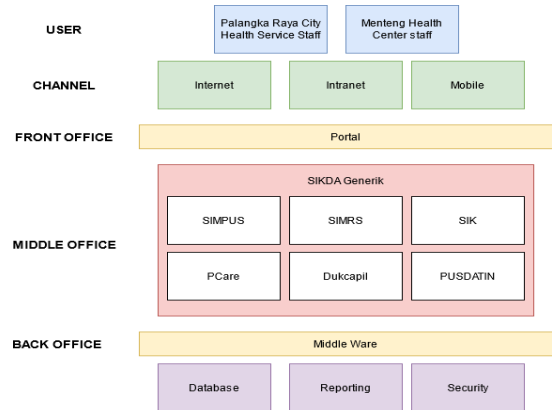 USER
Palangka Raya City
Health Service Staff
Menteng Health
Center staff
CHANNEL
Internet
Intranet
Mobile
FRONT OFFICE
Portal
MIDDLE OFFICE
SIKDA Generik
SIMPUS
SIMRS
SIK
PCare
Dukcapil
PUSDATIN
BACK OFFICE
Middle Ware
Database
Reporting
Security